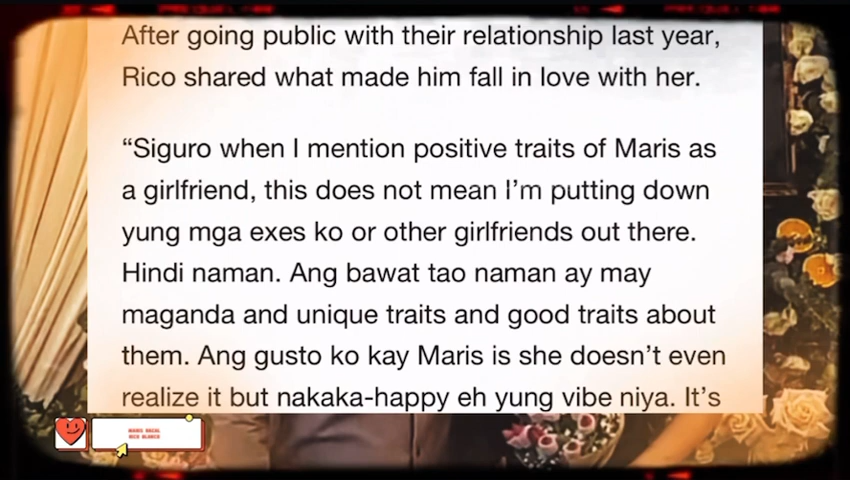 After going public with their relationship last year,
Rico shared what made him fall in love with her.
“Siguro when I mention positive traits of Maris as
a girlfriend, this does not mean I’m putting down
yung mga exes ko or other girlfriends out there.
Hindi naman. Ang bawat tao naman ay may
maganda and unique traits and good traits about
them. Ang gusto ko kay Maris is she doesn’t even
realize it but nakaka-happy eh yung vibe niya. It’s
MARIS RACAL
RICO BLANCO